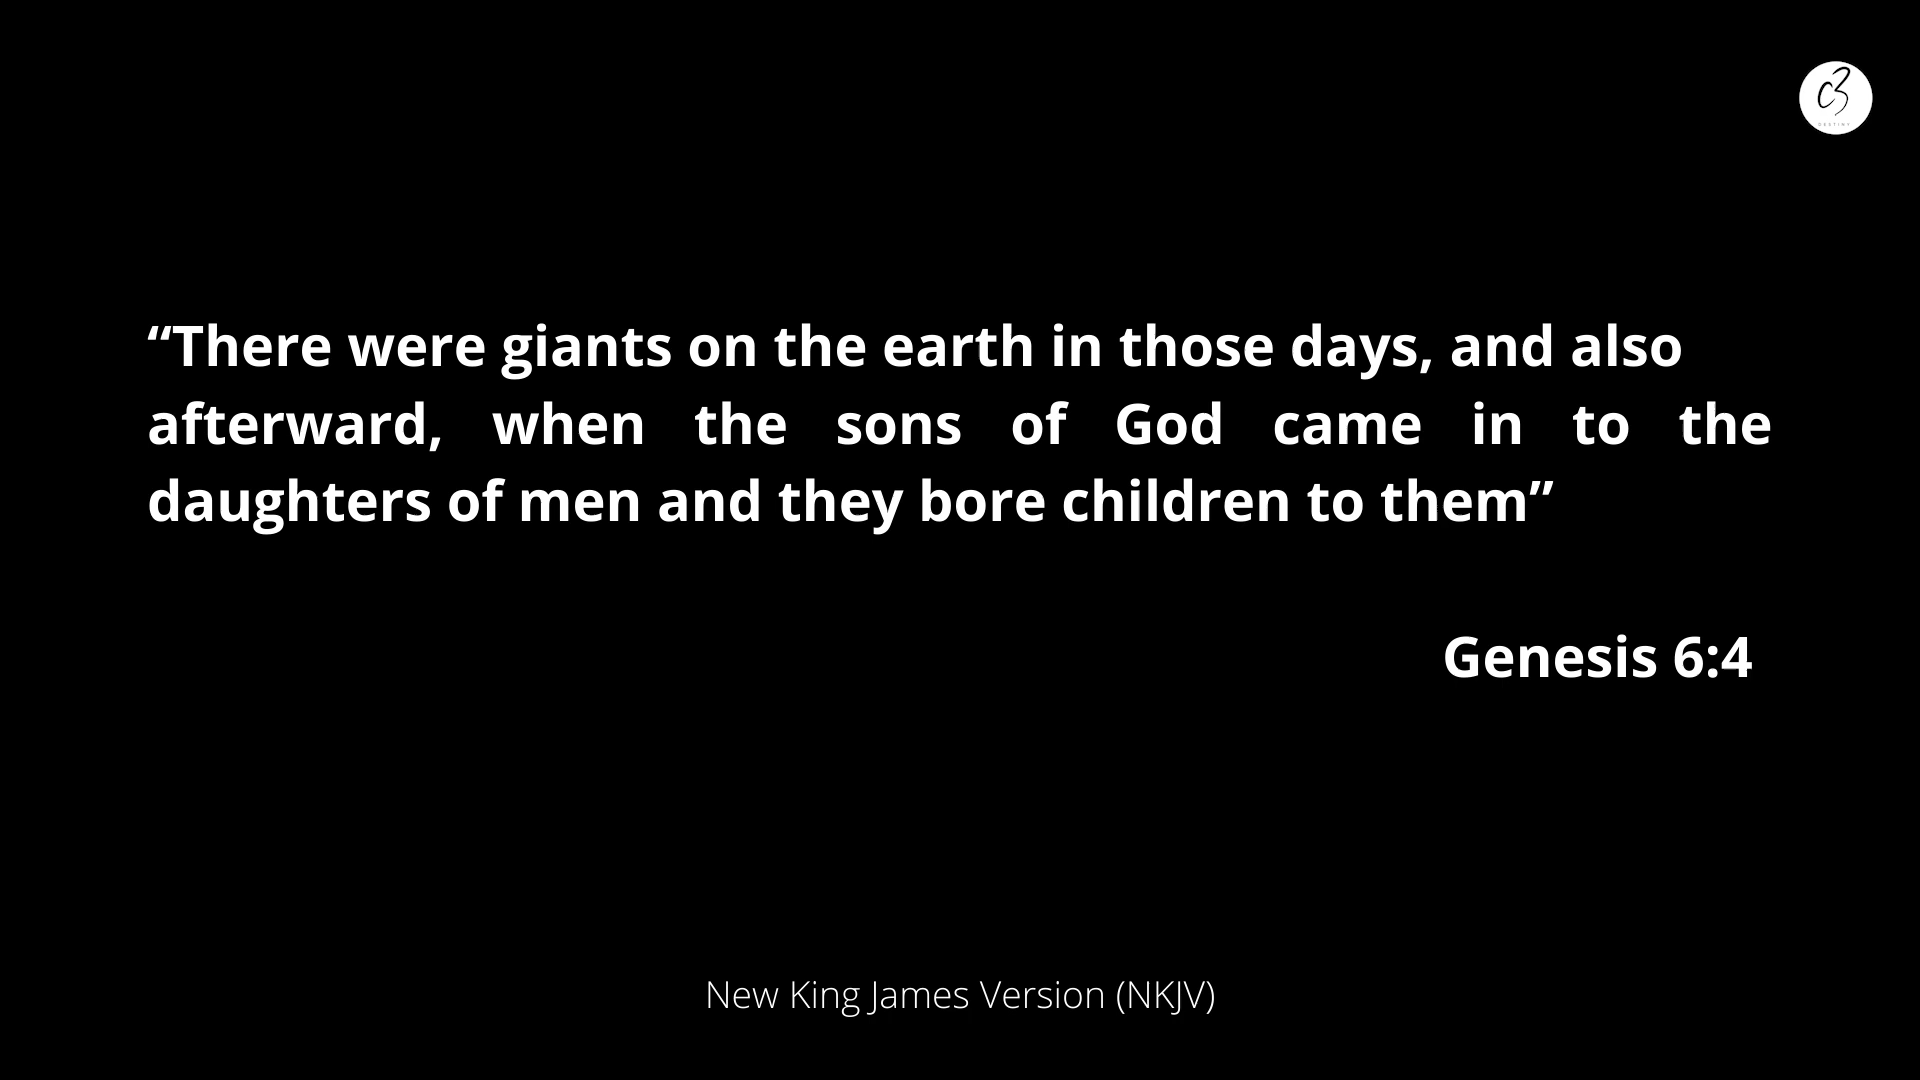 C3
“There were giants on the earth in those days, and also
afterward, when the sons of God came in to the
daughters of men and they bore children to them”
Genesis 6:4
New King James Version (NKJV)